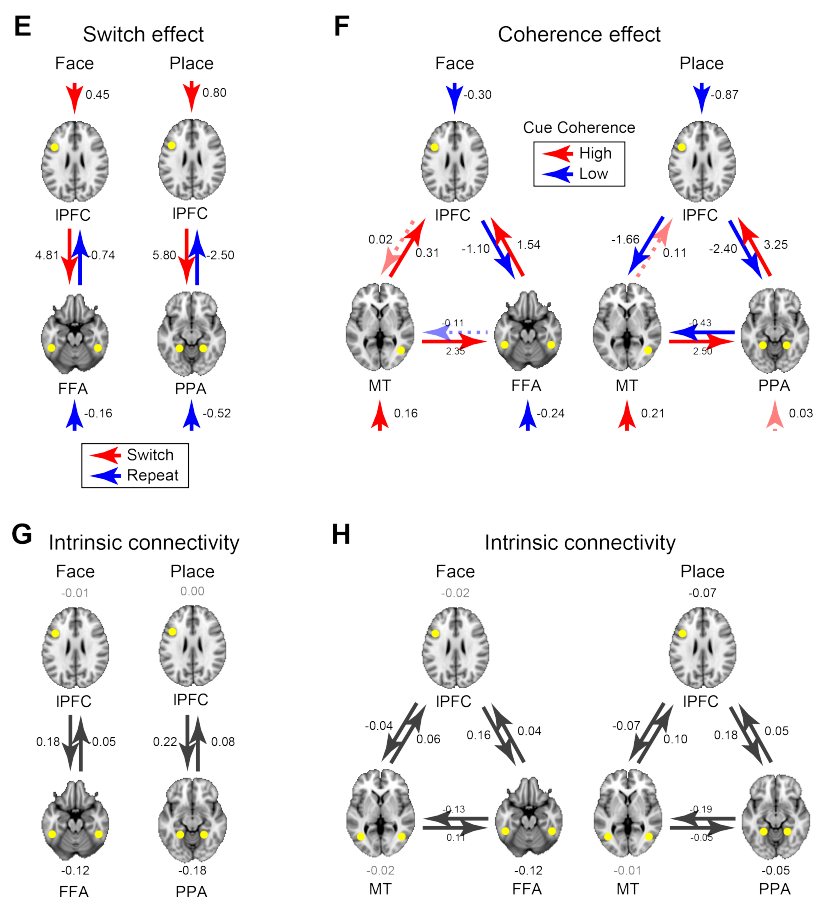 E
Switch effect
Face Place
0.45 0.80
lPFC lPFC
4.81 0.74 5.80 -2.50
FFA PPA
-0.16 -0.52
Switch
Repeat
F
Coherence effect
Face Place
-0.30 -0.87
Cue Coherence
High
Low
lPFC lPFC
0.02 0.31 -1.10 1.54 -1.66 0.11 -2.40 3.25
-0.11 -0.43
2.35 2.50
MT FFA MT PPA
0.16 -0.24 0.21 0.03
G
Intrinsic connectivity
Face Place
-0.01 0.00
lPFC lPFC
0.18 0.05 0.22 0.08
-0.12 -0.18
FFA PPA
H
Intrinsic connectivity
Face Place
-0.02 -0.07
lPFC lPFC
-0.04 0.06 0.16 0.04 -0.07 0.10 0.18 0.05
-0.13 -0.19
0.11 -0.05
-0.02 -0.12 -0.01 -0.05
MT FFA MT PPA